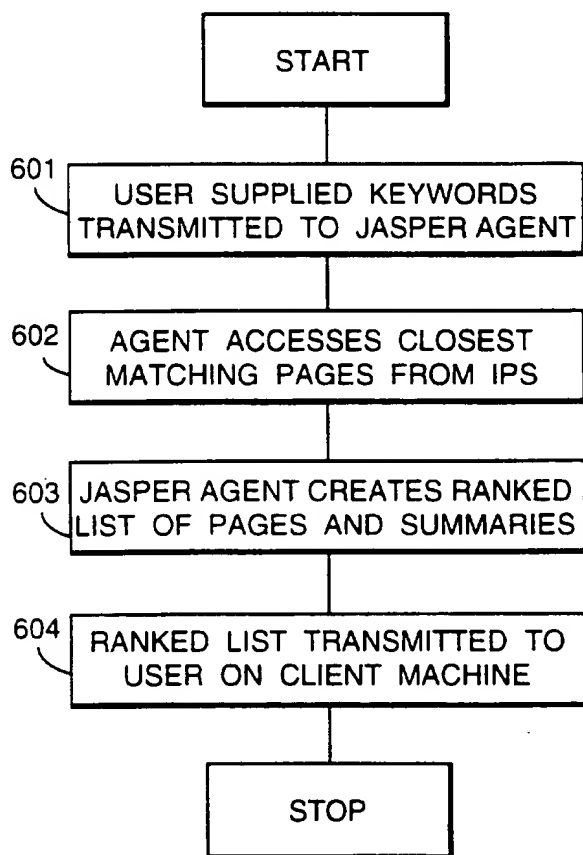 START
601
USER SUPPLIED KEYWORDS
TRANSMITTED TO JASPER AGENT
602
AGENT ACCESSES CLOSEST
MATCHING PAGES FROM IPS
603
JASPER AGENT CREATES RANKED
LIST OF PAGES AND SUMMARIES
604
RANKED LIST TRANSMITTED TO
USER ON CLIENT MACHINE
STOP